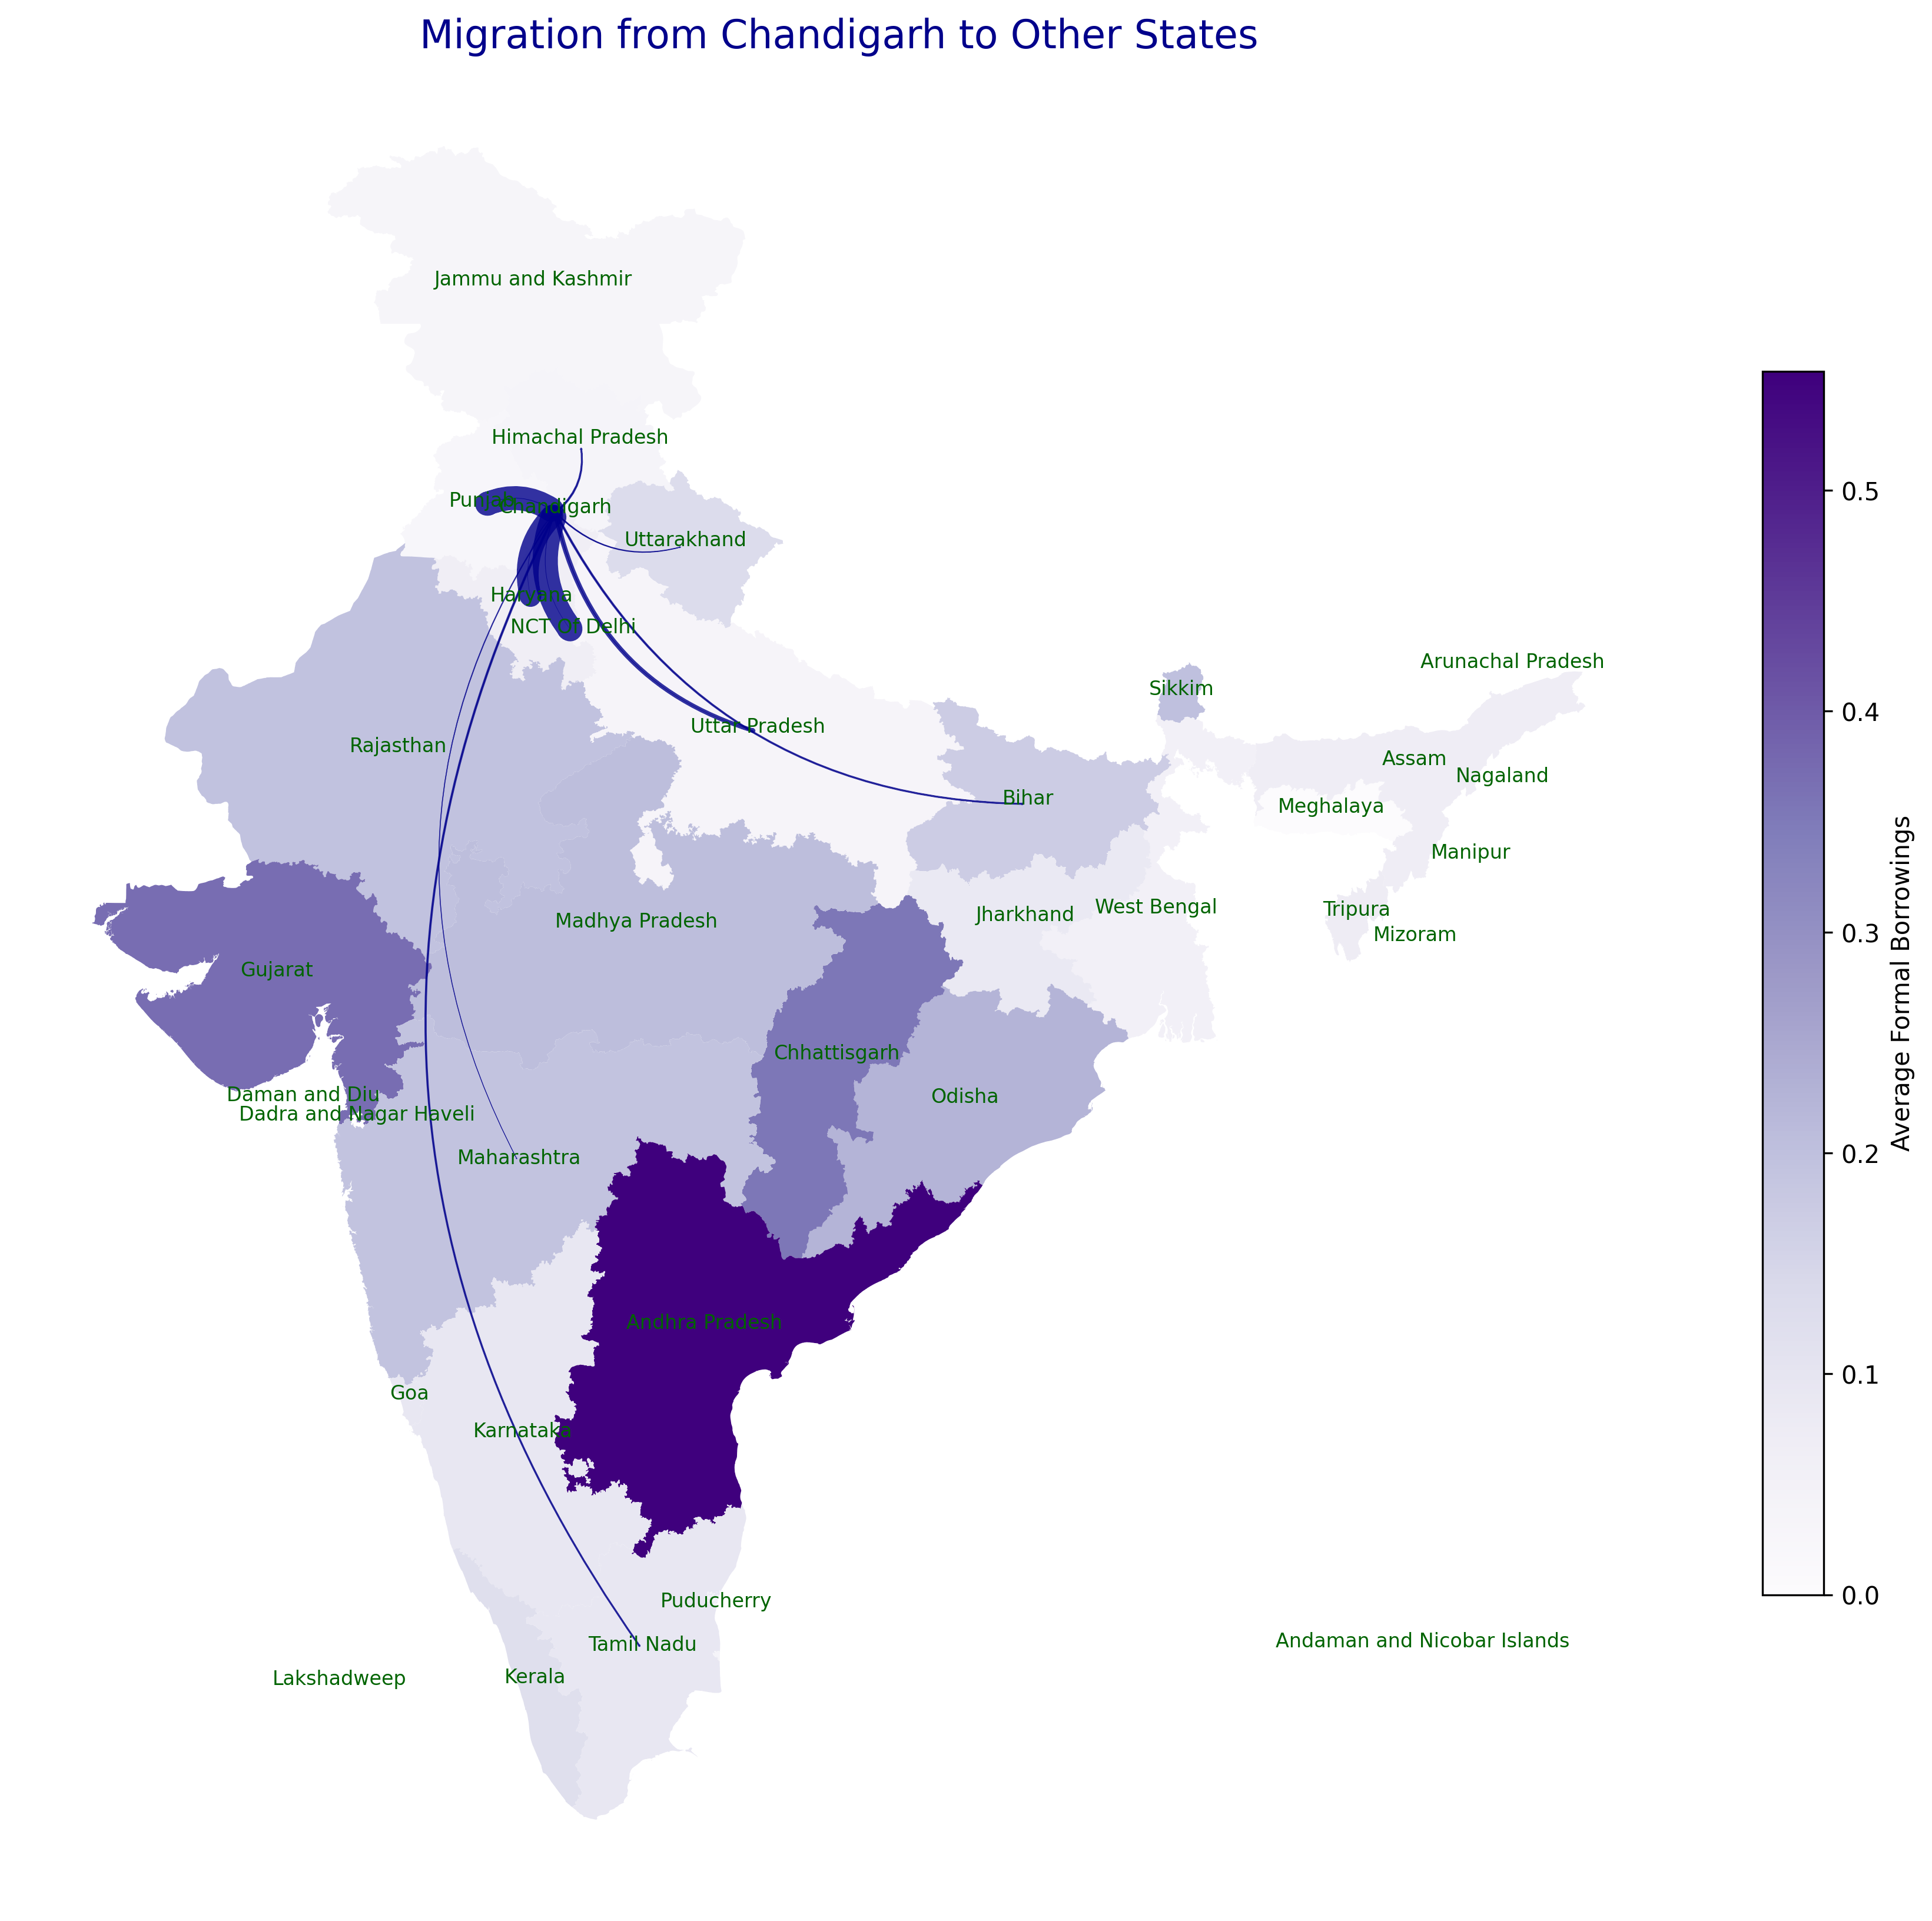 Migration from Chandigarh to Other States
Jammu and Kashmir
Himachal Pradesh
Punjab
Chandigarh
Uttarakhand
Haryana
NCT Of Delhi
Arunachal Pradesh
Sikkim
Uttar Pradesh
Rajasthan
Assam
Nagaland
Bihar
Meghalaya
Manipur
West Bengal
Tripura
Jharkhand
Madhya Pradesh
Mizoram
Gujarat
Chhattisgarh
Daman and Diu
Odisha
Dadra and Nagar Haveli
Maharashtra
Andhra Pradesh
Goa
Karnataka
Puducherry
Andaman and Nicobar Islands
Tamil Nadu
Kerala
Lakshadweep
0.5
0.4
0.3
0.2
0.1
0.0
Average Formal Borrowings